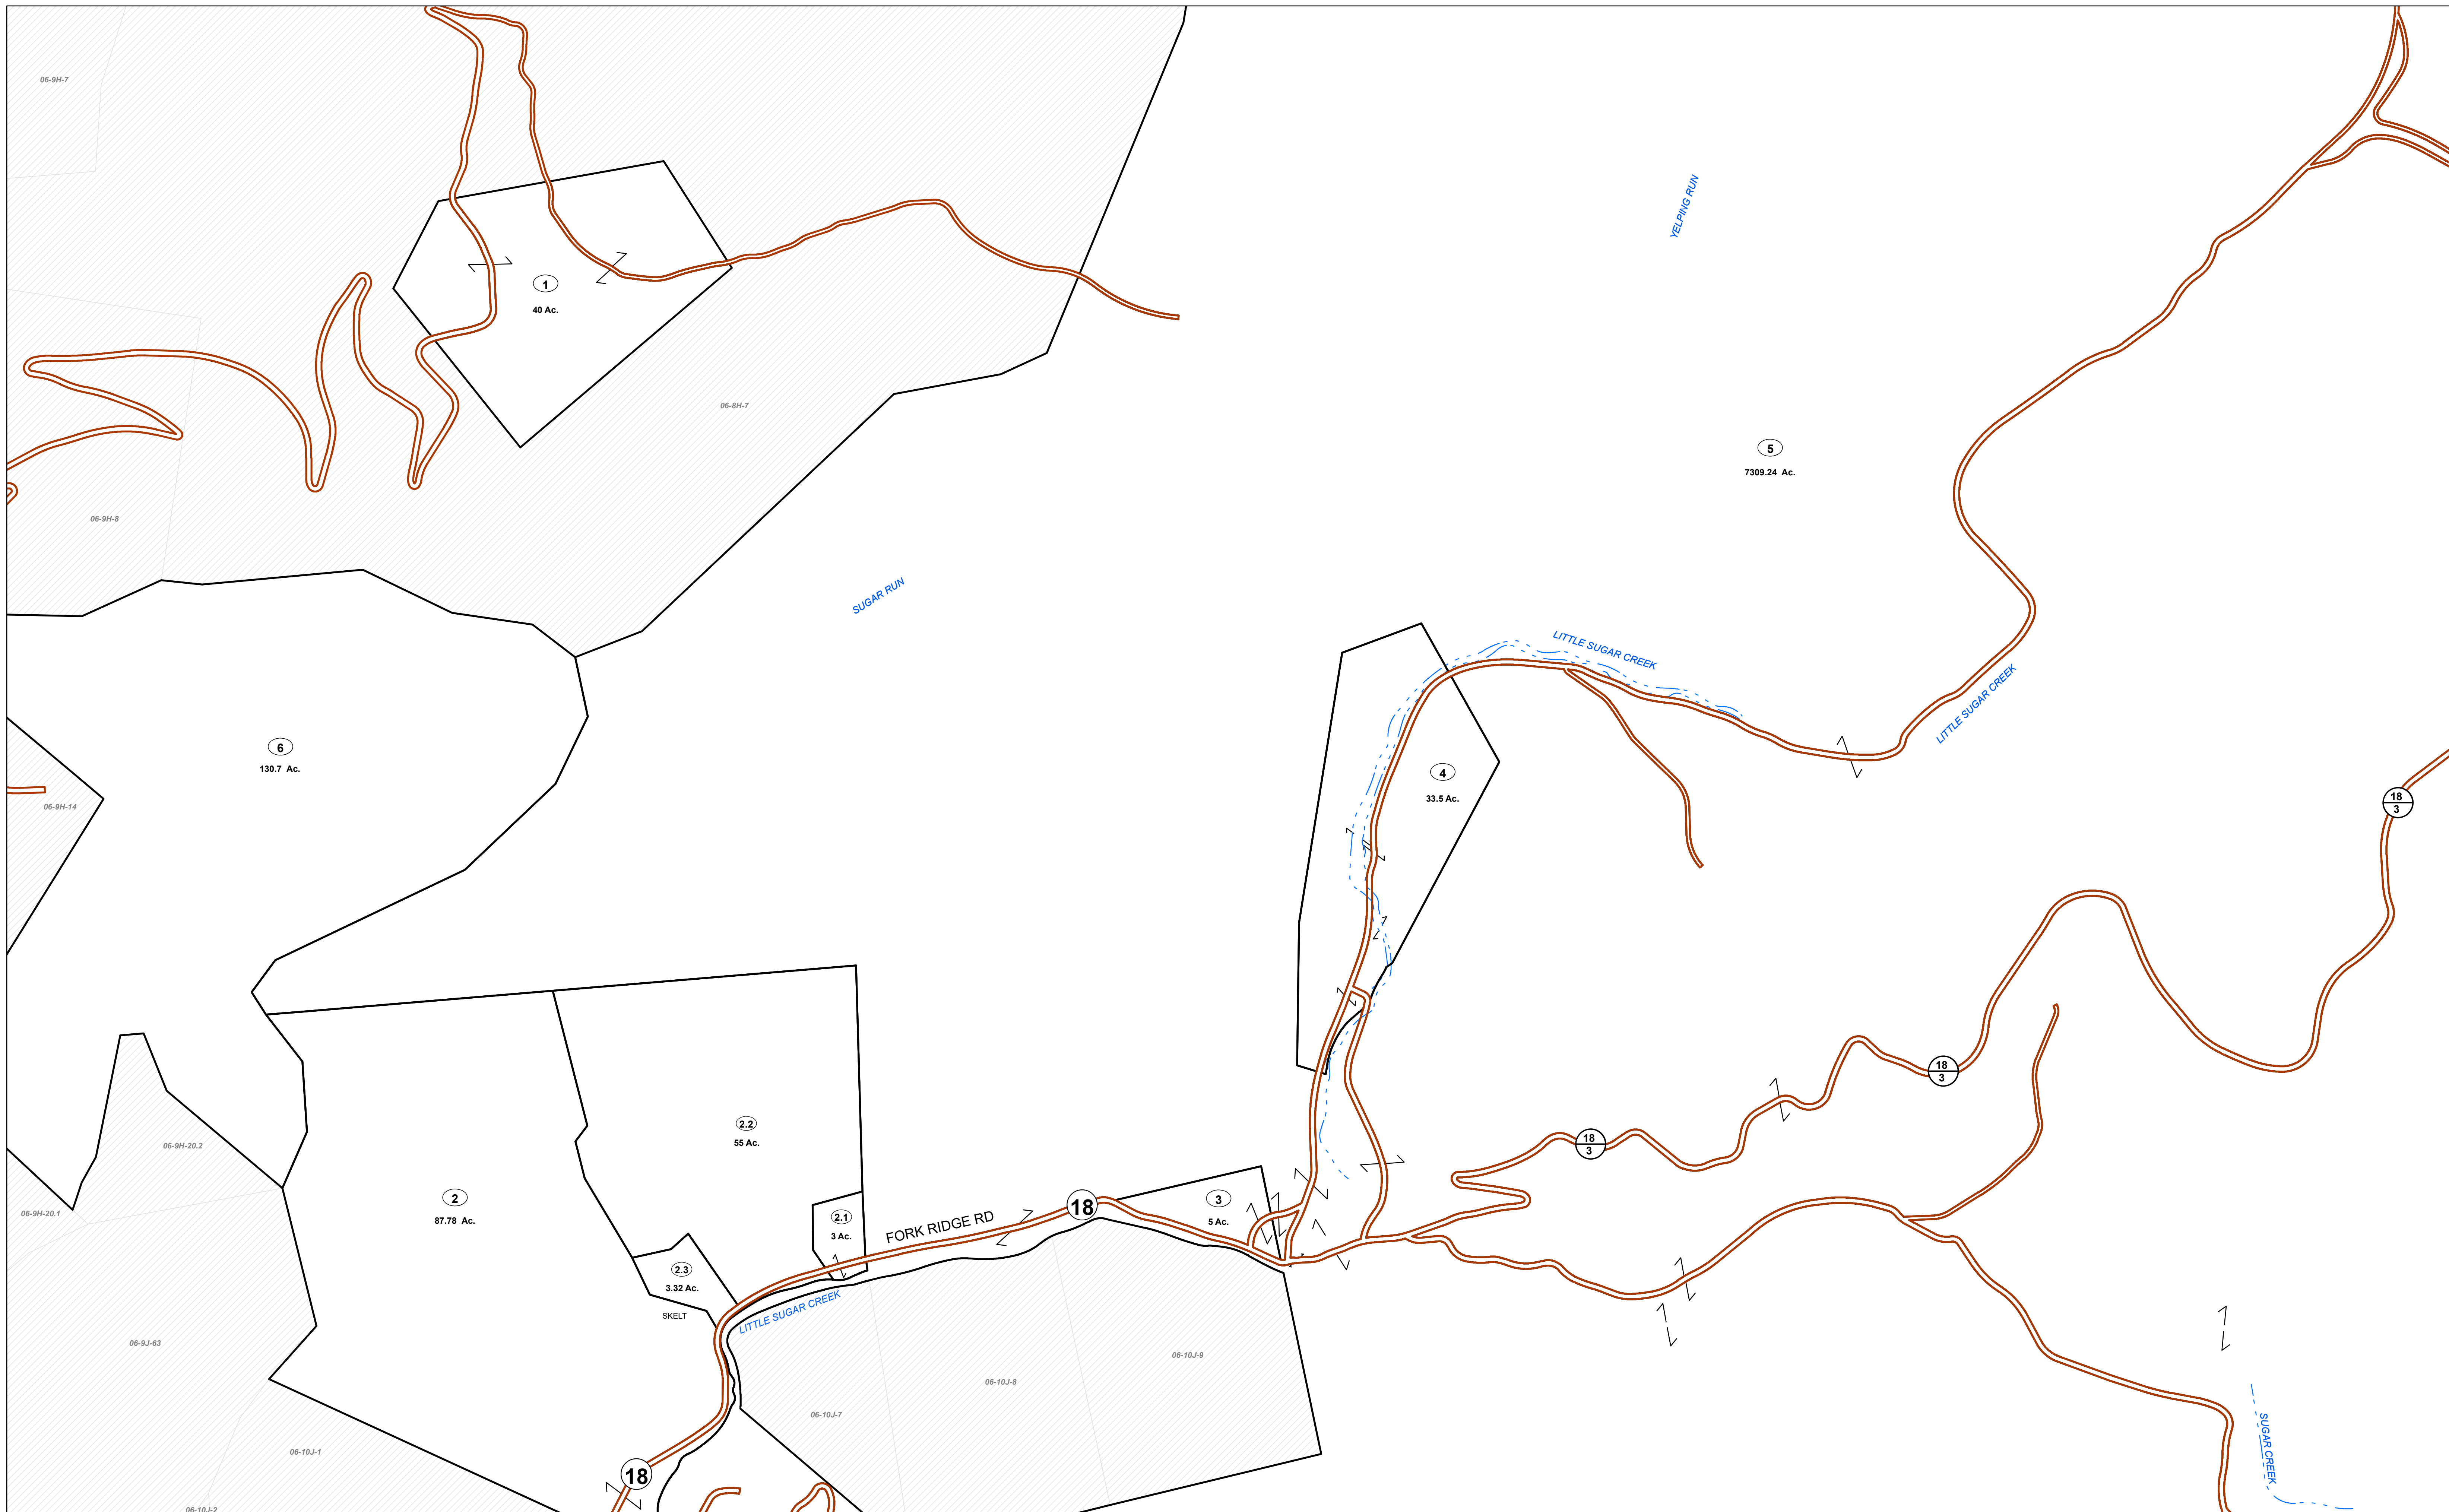 06-9H-7
YELPING RUN
1
40 Ac.
06-8H-7
5
7309.24 Ac.
06-9H-8
SUGAR RUN
LITTLE SUGAR CREEK
LITTLE SUGAR CREEK
6
130.7 Ac.
4
33.5 Ac.
06-9H-14
18
3
18
3
2.2
55 Ac.
18
3
06-9H-20.2
2
87.78 Ac.
18
3
5 Ac.
06-9H-20.1
2.1
3 Ac.
FORK RIDGE RD
2.3
3.32 Ac.
SKELT
LITTLE SUGAR CREEK
06-9J-63
06-10J-9
06-10J-8
06-10J-7
06-10J-1
SUGAR CREEK
18
06-10J-2